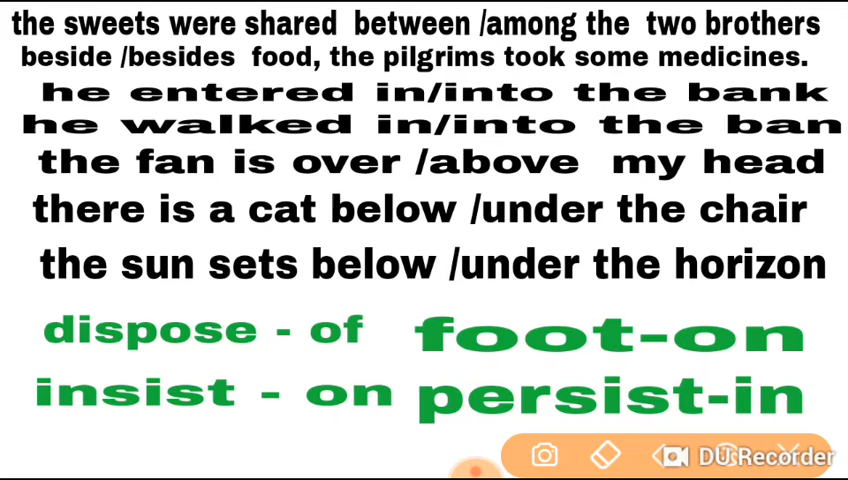 the sweets were shared between /among the two brothers
beside /besides food, the pilgrims took some medicines.
he entered in/into the bank
he walked in/into the ban
the fan is over /above my head
there is a cat below /under the chair
the sun sets below /under the horizon
dispose - of foot-on
insist - on persist-in
DU Recorder